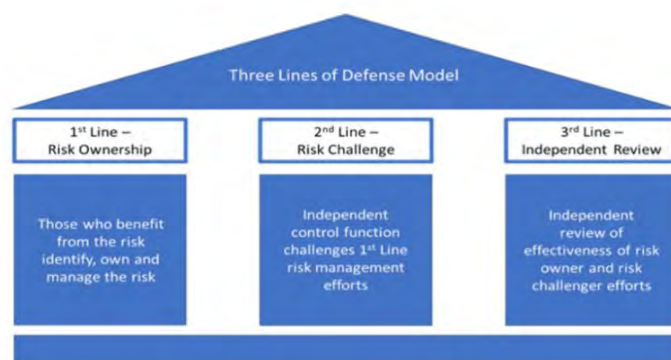 Three Lines of Defense Model
1st Line –
Risk Ownership
2nd Line –
Risk Challenge
3rd Line –
Independent Review
Those who benefit
from the risk
identify, own and
manage the risk
Independent
control function
challenges 1st Line
risk management
efforts
Independent
review of
effectiveness of risk
owner and risk
challenger efforts